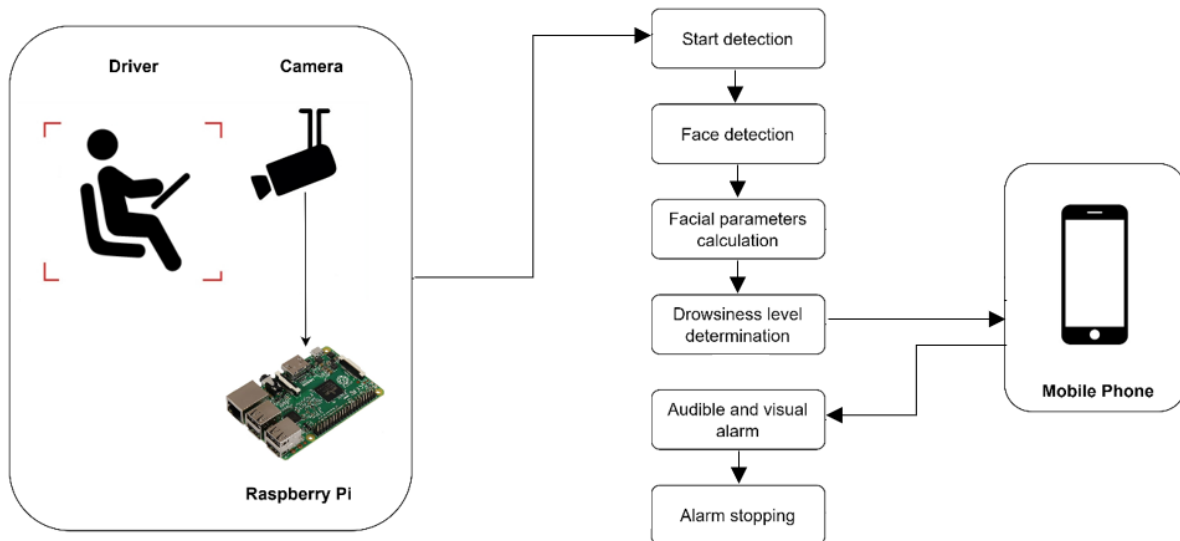 Driver
Camera
Raspberry Pi
Start detection
Face detection
Facial parameters
calculation
Drowsiness level
determination
Audible and visual
alarm
Alarm stopping
Mobile Phone